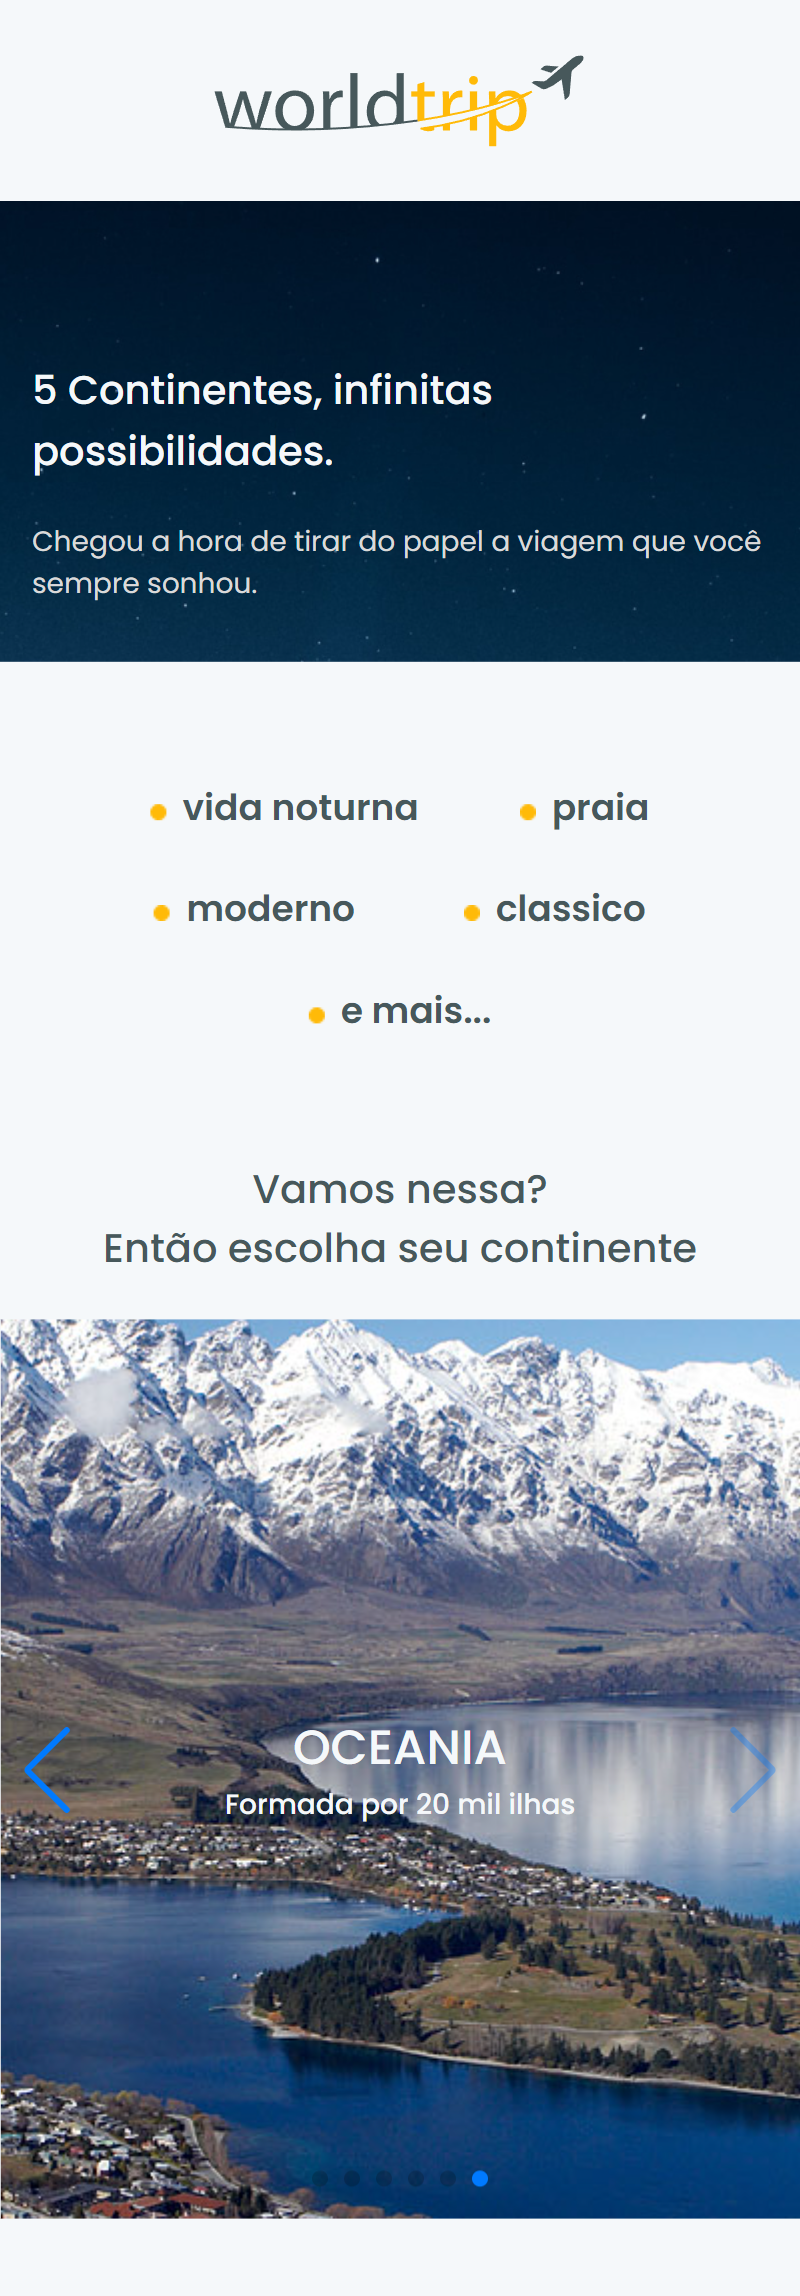 worldtrip
5 Continentes, infinitas
possibilidades.
Chegou a hora de tirar do papel a viagem que você
sempre sonhou.
vida noturna
praia
moderno
classico
e mais...
Vamos nessa?
Então escolha seu continente
OCEANIA
Formada por 20 mil ilhas